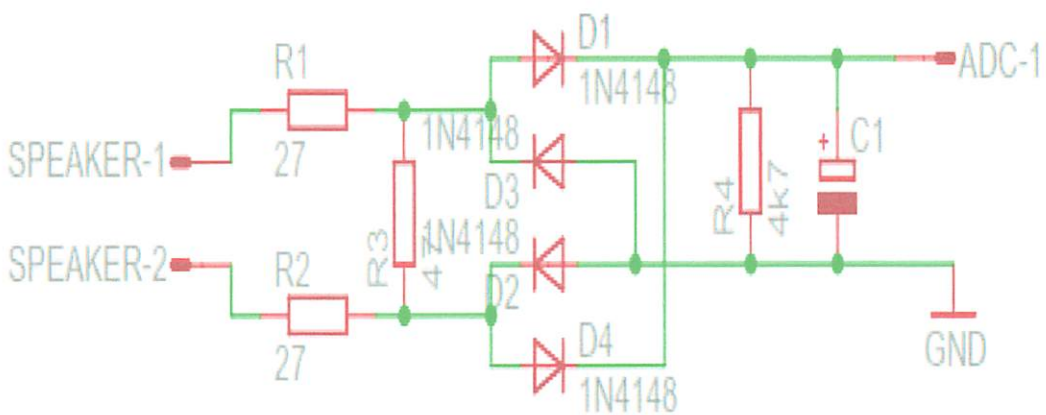 D1
1N4148
ADC-1
R1
27
SPEAKER-1
1N4148
D3
R3
47
R4
4k7
+
C1
1N4148
D2
SPEAKER-2
R2
27
D4
1N4148
GND